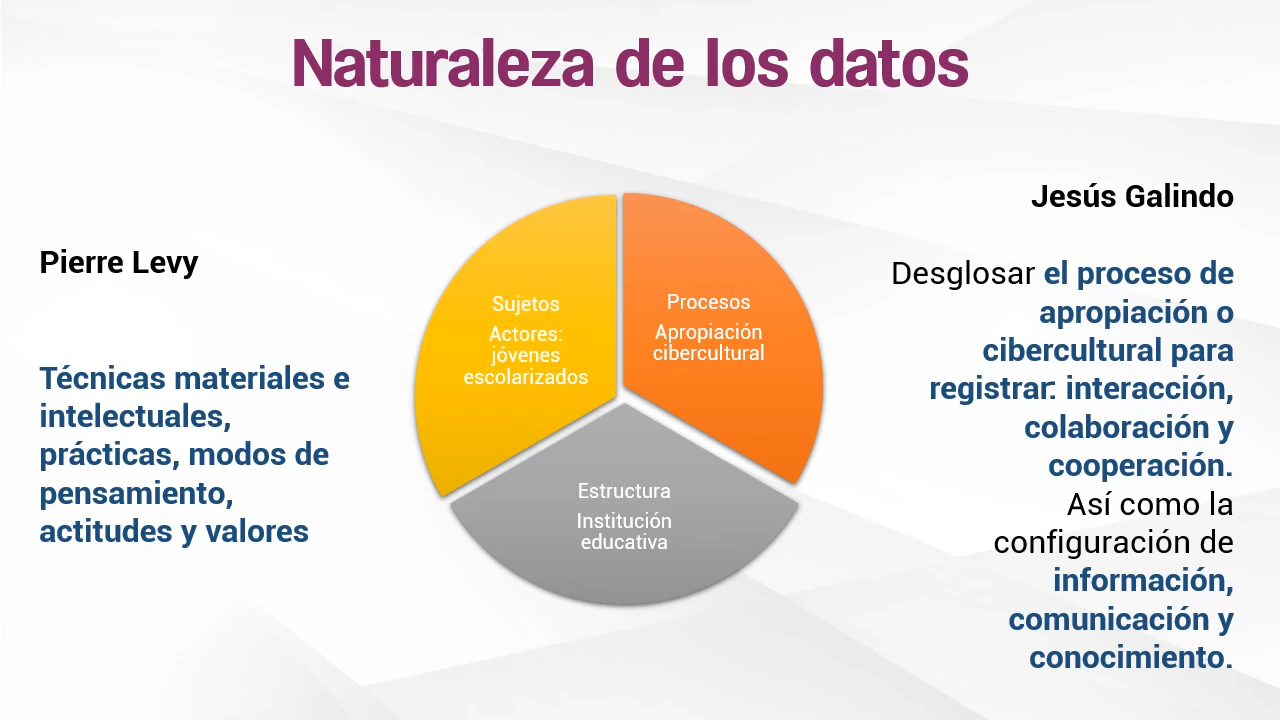 Naturaleza de los datos
Pierre Levy
Técnicas materiales e
intelectuales,
prácticas, modos de
pensamiento,
actitudes y valores
Sujetos
Actores:
jóvenes
escolarizados
Procesos
Apropiación
cibercultural
Estructura
Institución
educativa
Jesús Galindo
Desglosar el proceso de
apropiación o
cibercultural para
registrar: interacción,
colaboración y
cooperación.
Así como la
configuración de
información,
comunicación y
conocimiento.